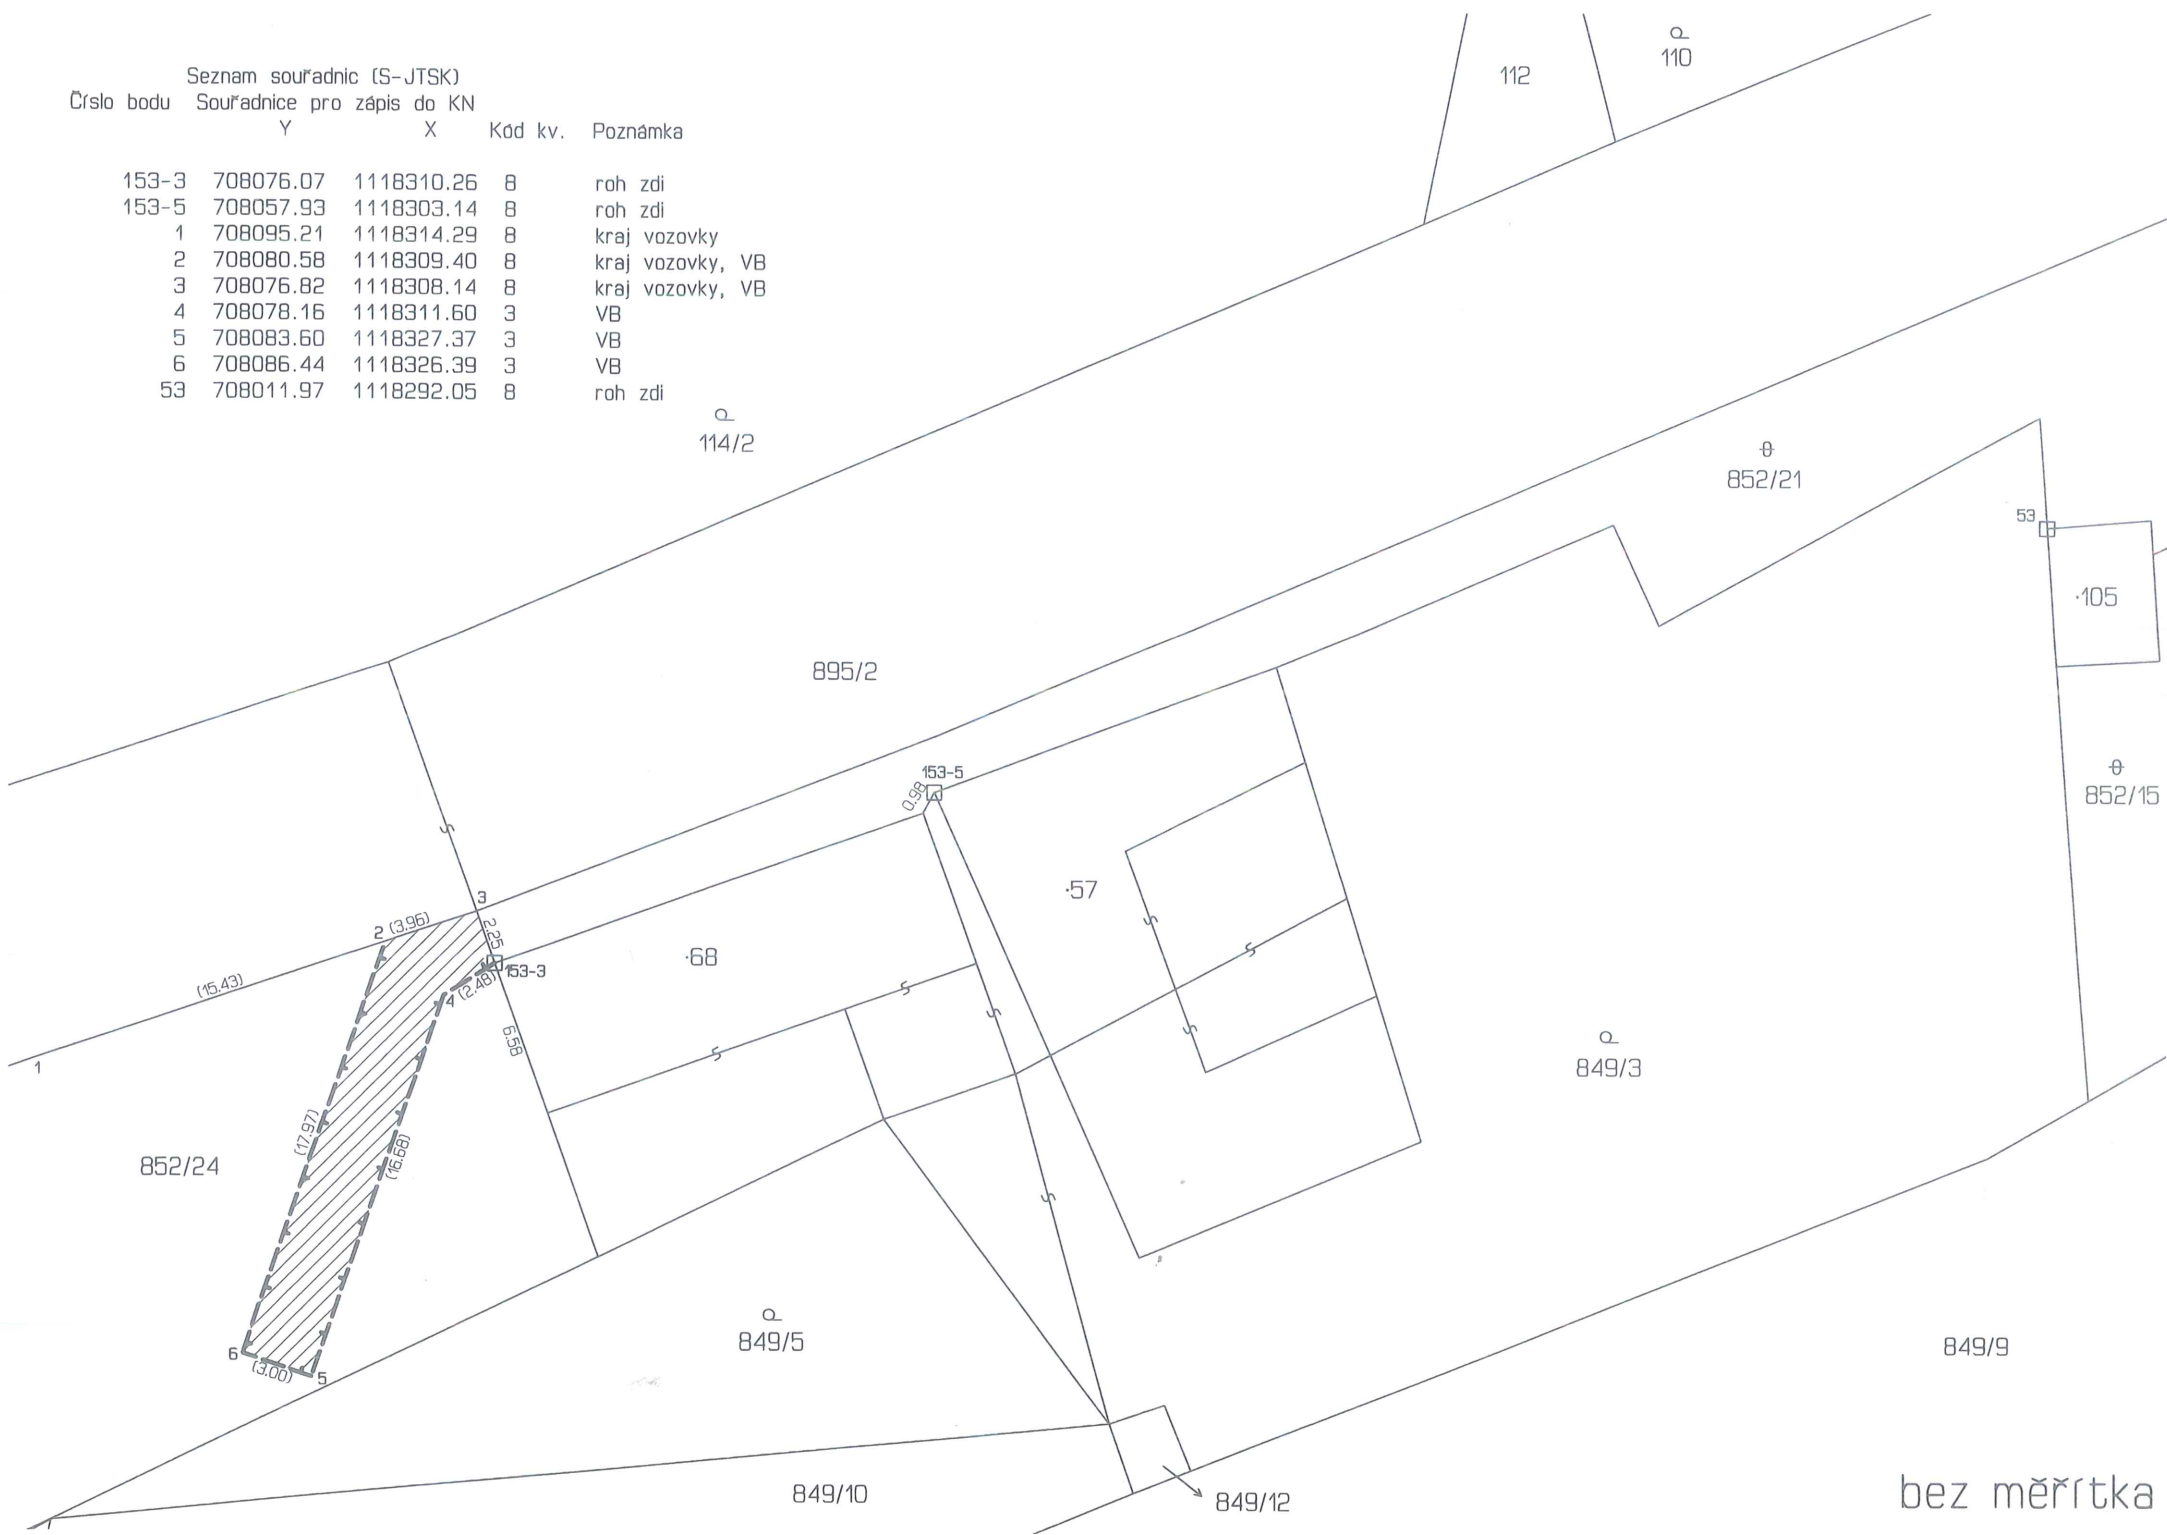 Seznam souřadnic (S-JTSK)
Číslo bodu Souřadnice pro zápis do KN
Y X Kód kv. Poznámka
153-3 708076.07 1118310.26 8 roh zdi
153-5 708057.93 1118303.14 8 roh zdi
1 708095.21 1118314.29 8 kraj vozovky
2 708080.58 1118309.40 8 kraj vozovky, VB
3 708076.82 1118308.14 8 kraj vozovky, VB
4 708078.16 1118311.60 3 VB
5 708083.60 1118327.37 3 VB
6 708086.44 1118326.39 3 VB
53 708011.97 1118292.05 8 roh zdi
110
112
114/2
852/21
53
·105
895/2
153-5
0.98
852/15
·57
3
2 (3.96)
2.25
·68
153-3
(15.43)
4 (2.48)
6.58
1
849/3
(17.97)
(16.68)
852/24
849/5
849/9
6
(3.00)
5
849/10
849/12
bez měřítka